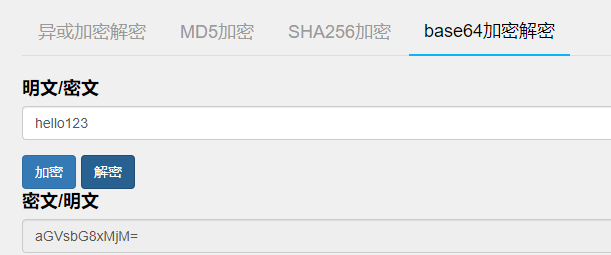 异或加密解密 MD5加密 SHA256加密 base64加密解密
明文/密文
hello123
加密 解密
密文/明文
aGVsbG8xMjM=